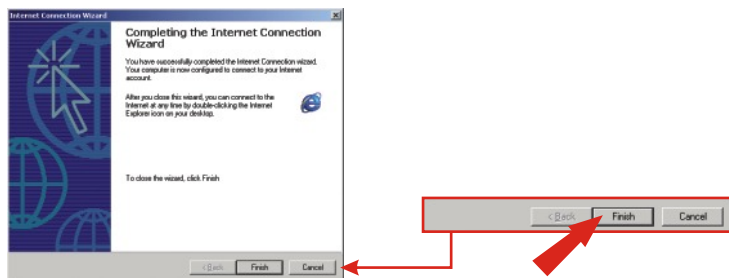 Internet Connection Wizard
Completing the Internet Connection
Wizard
You have successfully completed the Internet Connection wizard.
Your computer is now configured to connect to your Internet
account.
After you close this wizard, you can connect to the
Internet at any time by double-clicking the Internet
Explorer icon on your desktop.
To close the wizard, click Finish
< Back Finish Cancel
< Back Finish Cancel